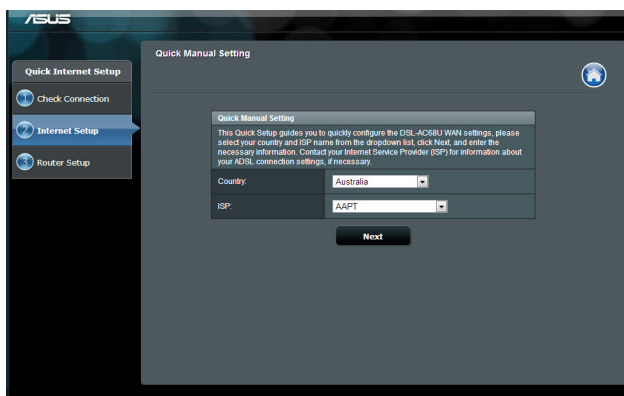 ASUS
Quick Internet Setup
1 Check Connection
2 Internet Setup
3 Router Setup
Quick Manual Setting
Quick Manual Setting
This Quick Setup guides you to quickly configure the DSL-AC68U WAN settings, please
select your country and ISP name from the dropdown list, click Next, and enter the
necessary information. Contact your Internet Service Provider (ISP) for information about
your ADSL connection settings, if necessary.
Country: Australia
ISP: AAPT
Next